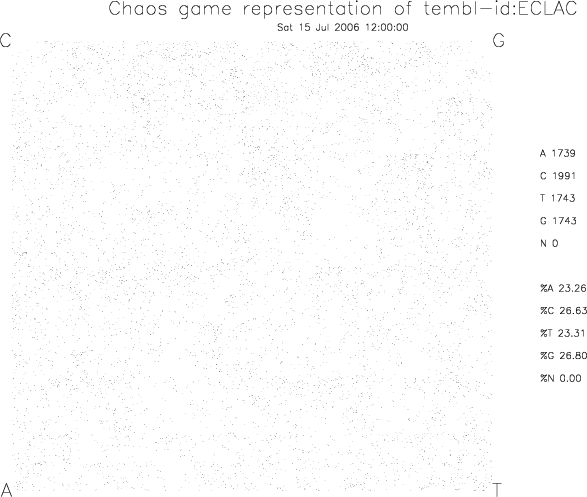 Chaos game representation of tembl-id:ECLAC
Sat 15 Jul 2006 12:00:00
C
G
A 1739
C 1991
T 1743
G 1743
N 0
%A 23.26
%C 26.63
%T 23.31
%G 26.80
%N 0.00
A
T